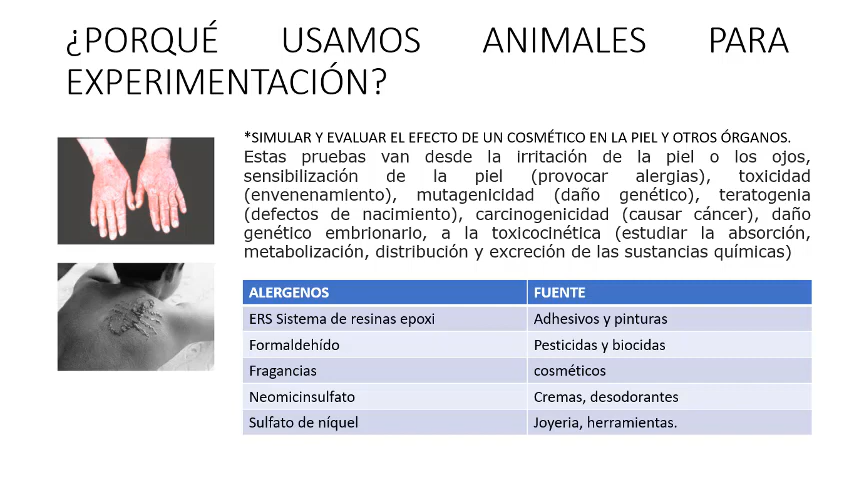 ¿PORQUÉ USAMOS ANIMALES PARA
EXPERIMENTACIÓN?
*SIMULAR Y EVALUAR EL EFECTO DE UN COSMÉTICO EN LA PIEL Y OTROS ÓRGANOS.
Estas pruebas van desde la irritación de la piel o los ojos,
sensibilización de la piel (provocar alergias), toxicidad
(envenenamiento), mutagenicidad (daño genético), teratogenia
(defectos de nacimiento), carcinogenicidad (causar cáncer), daño
genético embrionario, a la toxicocinética (estudiar la absorción,
metabolización, distribución y excreción de las sustancias químicas)
ALERGENOS FUENTE
ERS Sistema de resinas epoxi Adhesivos y pinturas
Formaldehído Pesticidas y biocidas
Fragancias cosméticos
Neomicinsulfato Cremas, desodorantes
Sulfato de níquel Joyeria, herramientas.